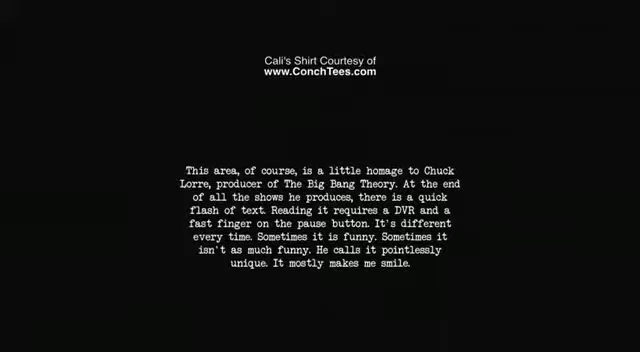 Cali's Shirt Courtesy of
www.ConchTees.com
This area, of course, is a little homage to Chuck
Lorre, producer of The Big Bang Theory. At the end
of all the shows he produces, there is a quick
flash of text. Reading it requires a DVR and a
fast finger on the pause button. It's different
every time. Sometimes it is funny. Sometimes it
isn't as much funny. He calls it pointlessly
unique. It mostly makes me smile.